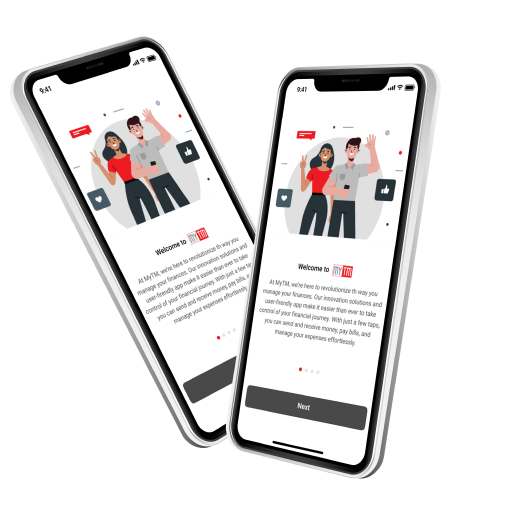 9:41
Welcome to MYTM
At MyTM, we're here to revolutionize th way you
manage your finances. Our innovation solutions and
user-friendly app make it easier than ever to take
control of your financial journey. With just a few
you can send and receive money, pay bills, a
manage your expenses effortlessly.
9:41
Welcome to MYTM
At MyTM, we're here to revolutionize th way you
manage your finances. Our innovation solutions and
user-friendly app make it easier than ever to take
control of your financial journey. With just a few taps,
you can send and receive money, pay bills, and
manage your expenses effortlessly.
Next